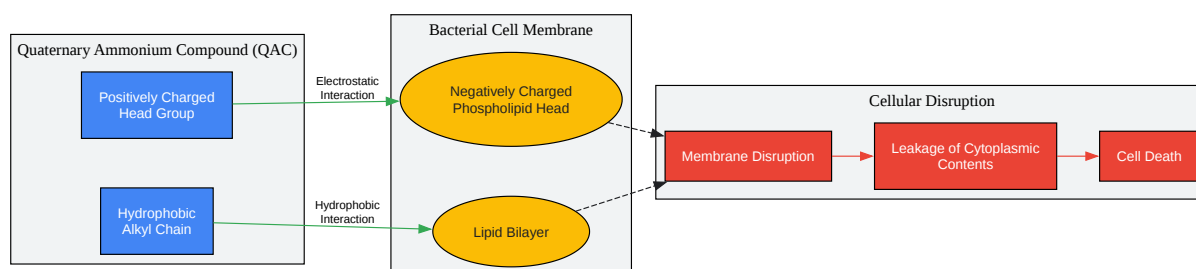 Quaternary Ammonium Compound (QAC)
Positively Charged
Head Group
Hydrophobic
Alkyl Chain
Electrostatic
Interaction
Hydrophobic
Interaction
Bacterial Cell Membrane
Negatively Charged
Phospholipid Head
Lipid Bilayer
Cellular Disruption
Membrane Disruption
Leakage of Cytoplasmic
Contents
Cell Death